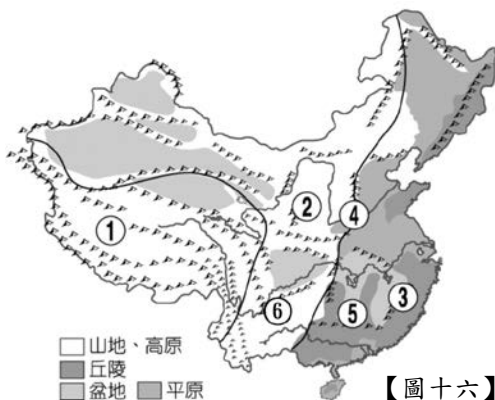 ①
②
③
④
⑤
⑥
山地、高原
丘陵
盆地 平原
【圖十六】